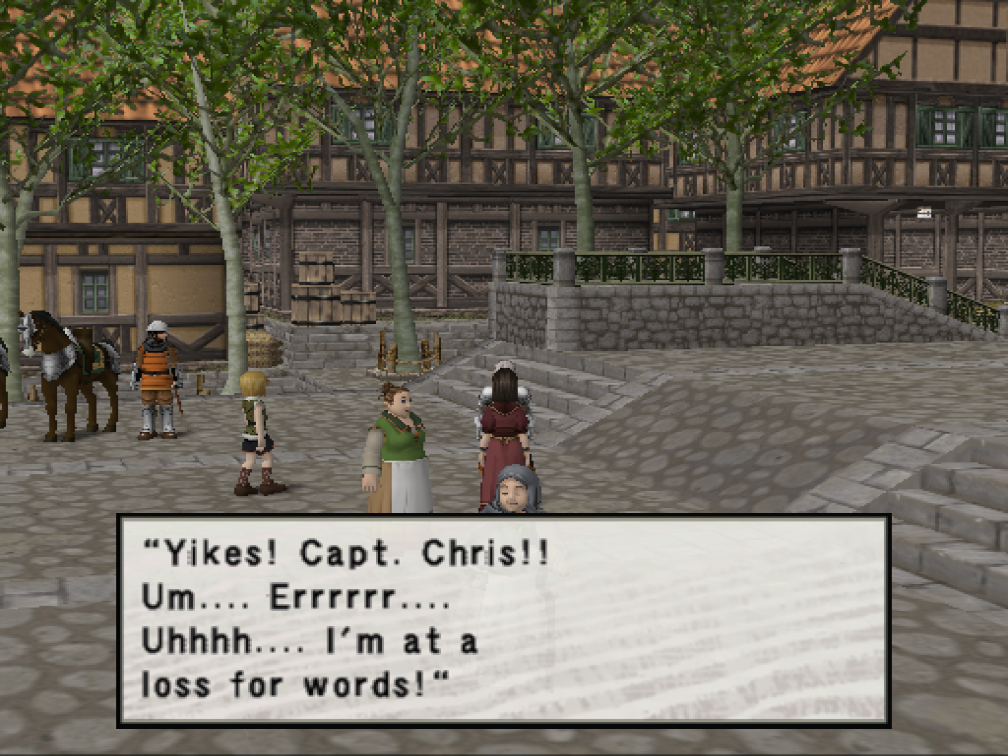 “Yikes! Capt. Chris!!
Um.... Errrrrr....
Uhhhh.... I'm at a
loss for words!“